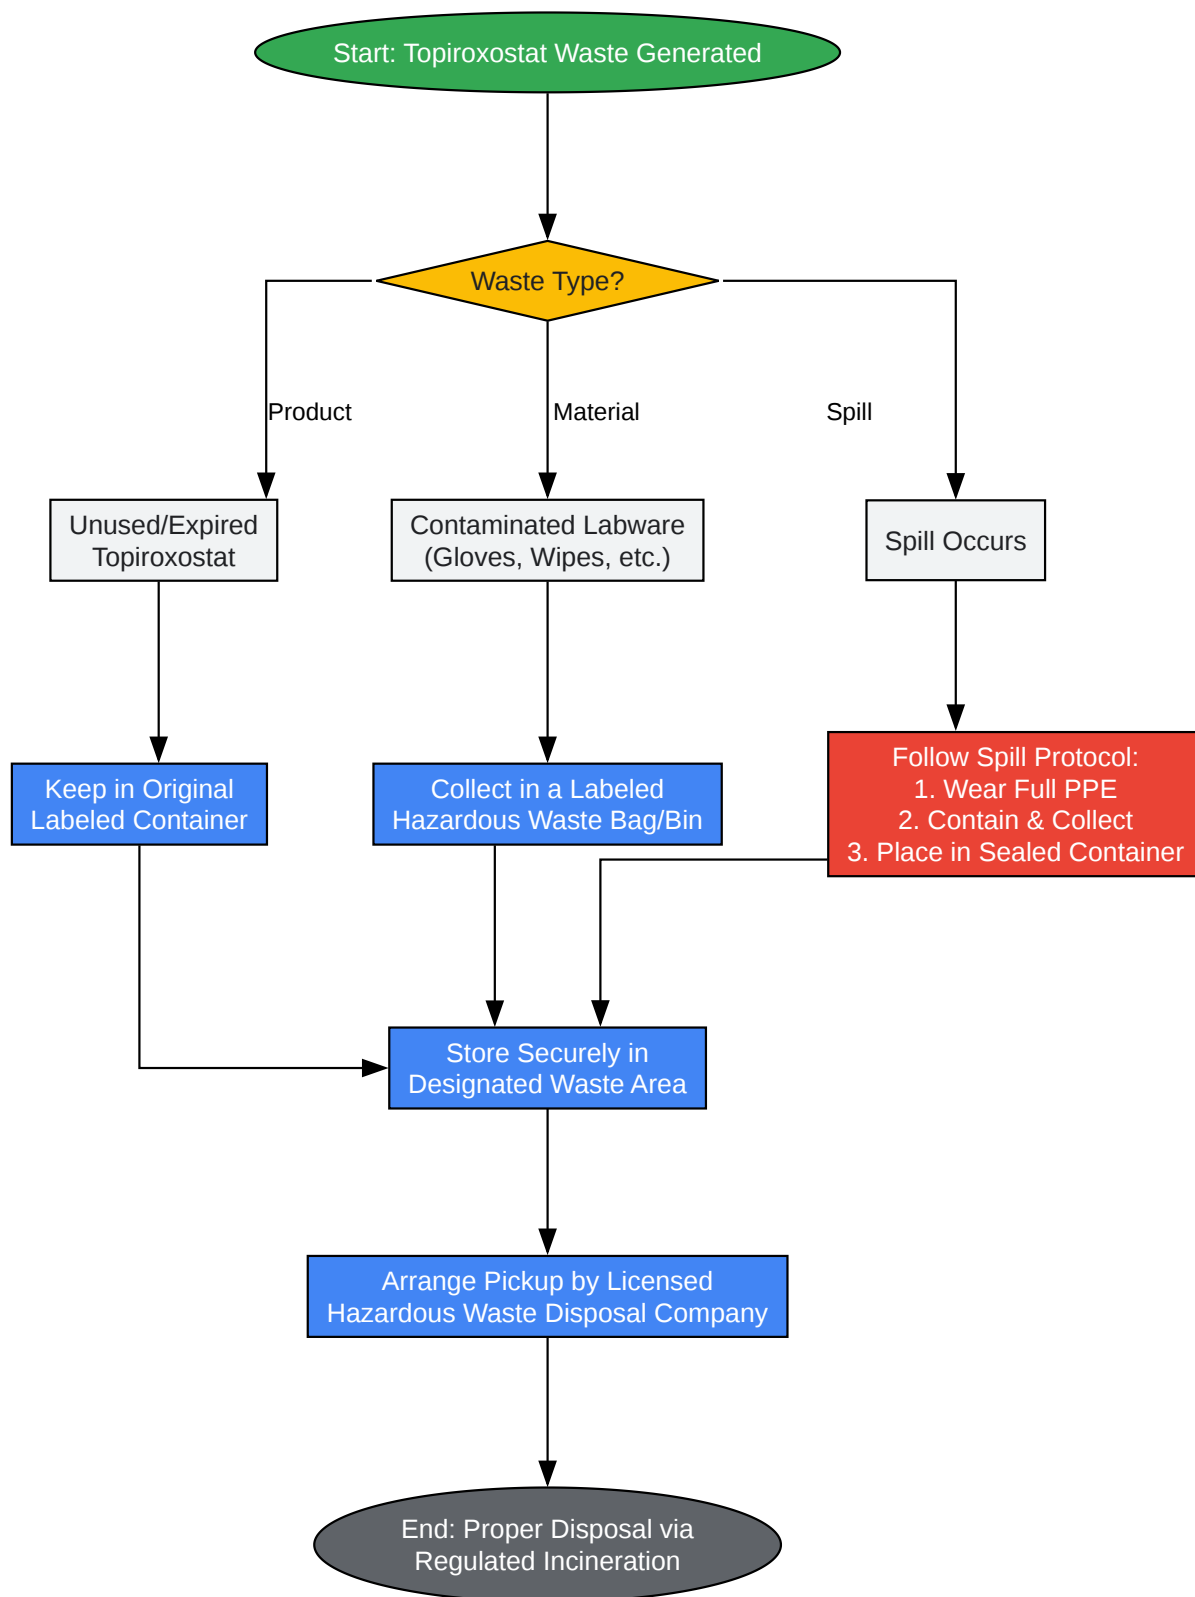 Start: Topiroxostat Waste Generated
Waste Type?
Product
Material
Spill
Unused/Expired
Topiroxostat
Contaminated Labware
(Gloves, Wipes, etc.)
Spill Occurs
Keep in Original
Labeled Container
Collect in a Labeled
Hazardous Waste Bag/Bin
Follow Spill Protocol:
1. Wear Full PPE
2. Contain & Collect
3. Place in Sealed Container
Store Securely in
Designated Waste Area
Arrange Pickup by Licensed
Hazardous Waste Disposal Company
End: Proper Disposal via
Regulated Incineration